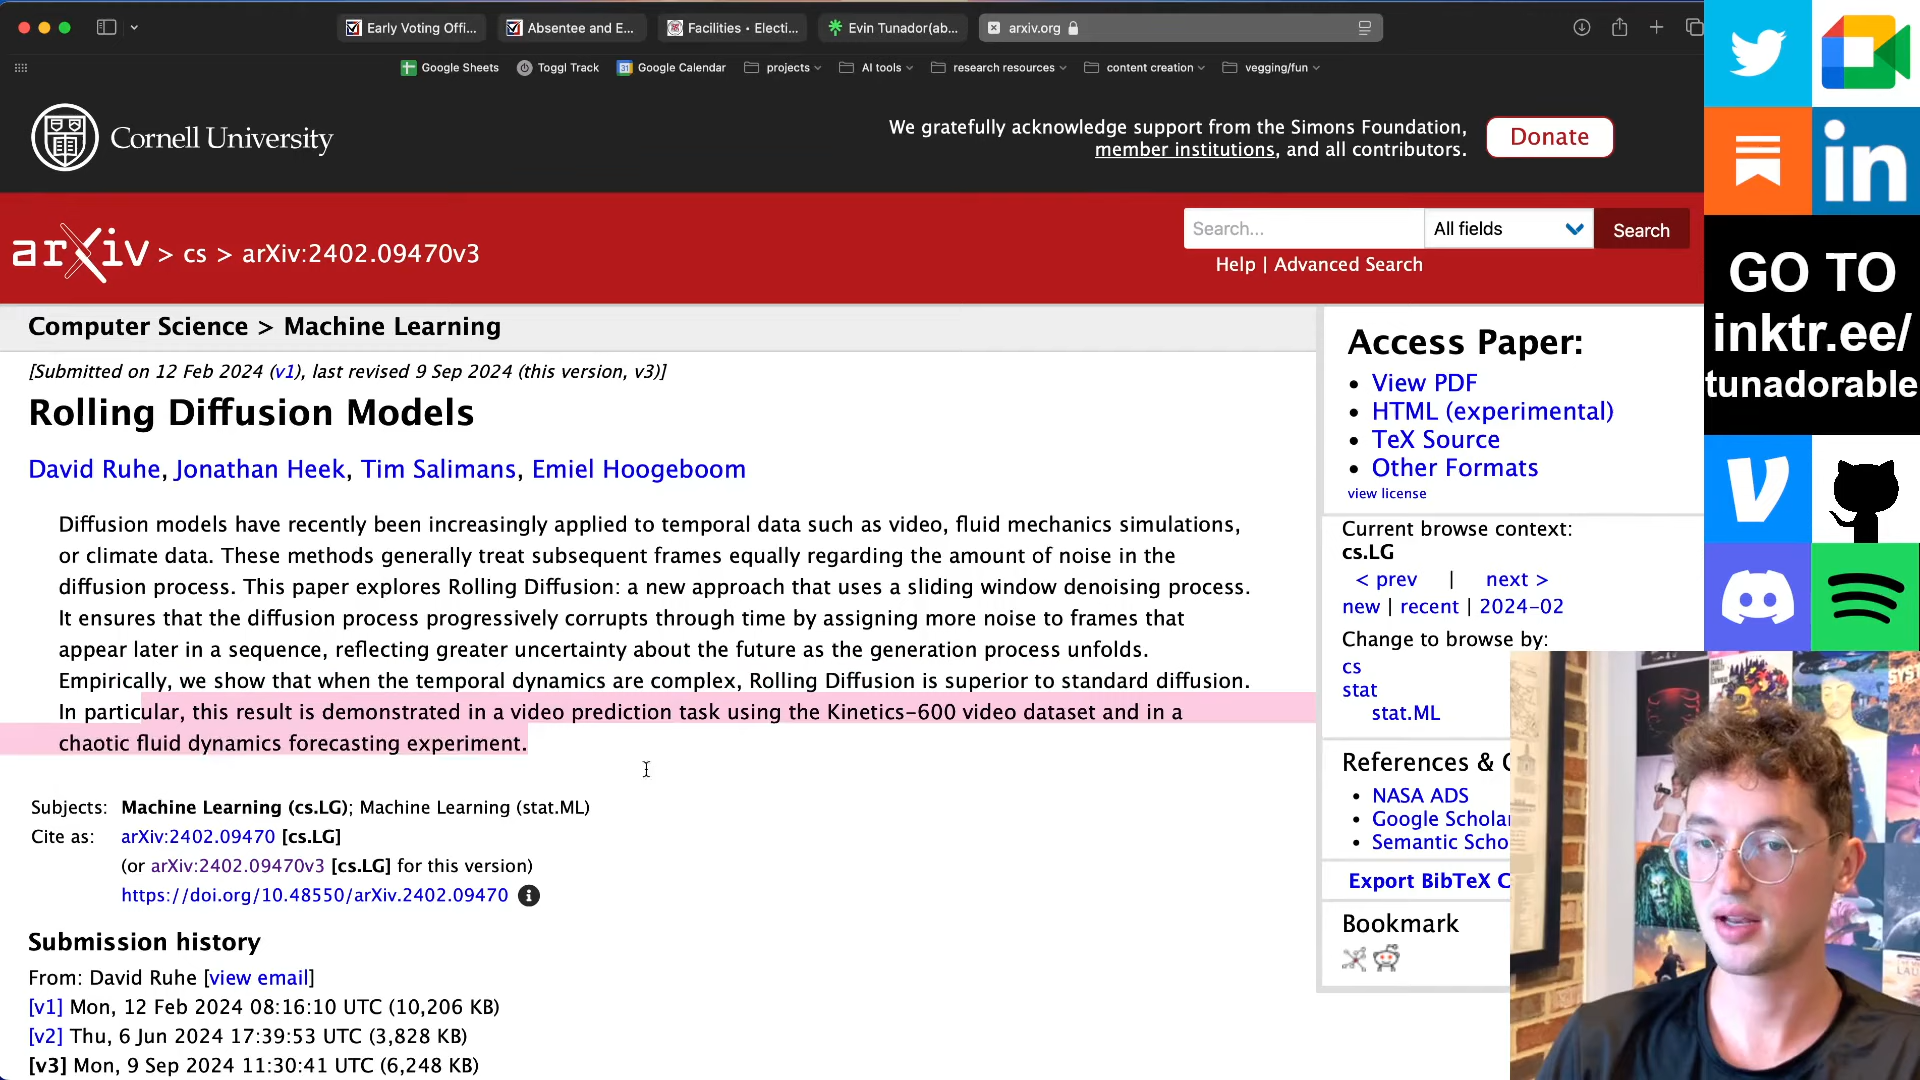 Early Voting Offi...
Absentee and E...
Facilities • Electi...
Evin Tunador(ab...
arxiv.org
Google Sheets
Toggl Track
Google Calendar
projects
AI tools
research resources
content creation
vegging/fun
Cornell University
We gratefully acknowledge support from the Simons Foundation,
member institutions, and all contributors.
Donate
arXiv > cs > arXiv:2402.09470v3
Search...
All fields
Search
Help | Advanced Search
Computer Science > Machine Learning
[Submitted on 12 Feb 2024 (v1), last revised 9 Sep 2024 (this version, v3)]
Rolling Diffusion Models
David Ruhe, Jonathan Heek, Tim Salimans, Emiel Hoogeboom
Diffusion models have recently been increasingly applied to temporal data such as video, fluid mechanics simulations,
or climate data. These methods generally treat subsequent frames equally regarding the amount of noise in the
diffusion process. This paper explores Rolling Diffusion: a new approach that uses a sliding window denoising process.
It ensures that the diffusion process progressively corrupts through time by assigning more noise to frames that
appear later in a sequence, reflecting greater uncertainty about the future as the generation process unfolds.
Empirically, we show that when the temporal dynamics are complex, Rolling Diffusion is superior to standard diffusion.
In particular, this result is demonstrated in a video prediction task using the Kinetics-600 video dataset and in a
chaotic fluid dynamics forecasting experiment.
Subjects: Machine Learning (cs.LG); Machine Learning (stat.ML)
Cite as: arXiv:2402.09470 [cs.LG]
(or arXiv:2402.09470v3 [cs.LG] for this version)
https://doi.org/10.48550/arXiv.2402.09470
Submission history
From: David Ruhe [view email]
[v1] Mon, 12 Feb 2024 08:16:10 UTC (10,206 KB)
[v2] Thu, 6 Jun 2024 17:39:53 UTC (3,828 KB)
[v3] Mon, 9 Sep 2024 11:30:41 UTC (6,248 KB)
Access Paper:
• View PDF
• HTML (experimental)
• TeX Source
• Other Formats
view license
Current browse context:
cs.LG
< prev | next >
new | recent | 2024-02
Change to browse by:
cs
stat
stat.ML
References & C
• NASA ADS
• Google Scholar
• Semantic Scho
Export BibTeX C
Bookmark
in
GO TO
inktr.ee/
tunadorable